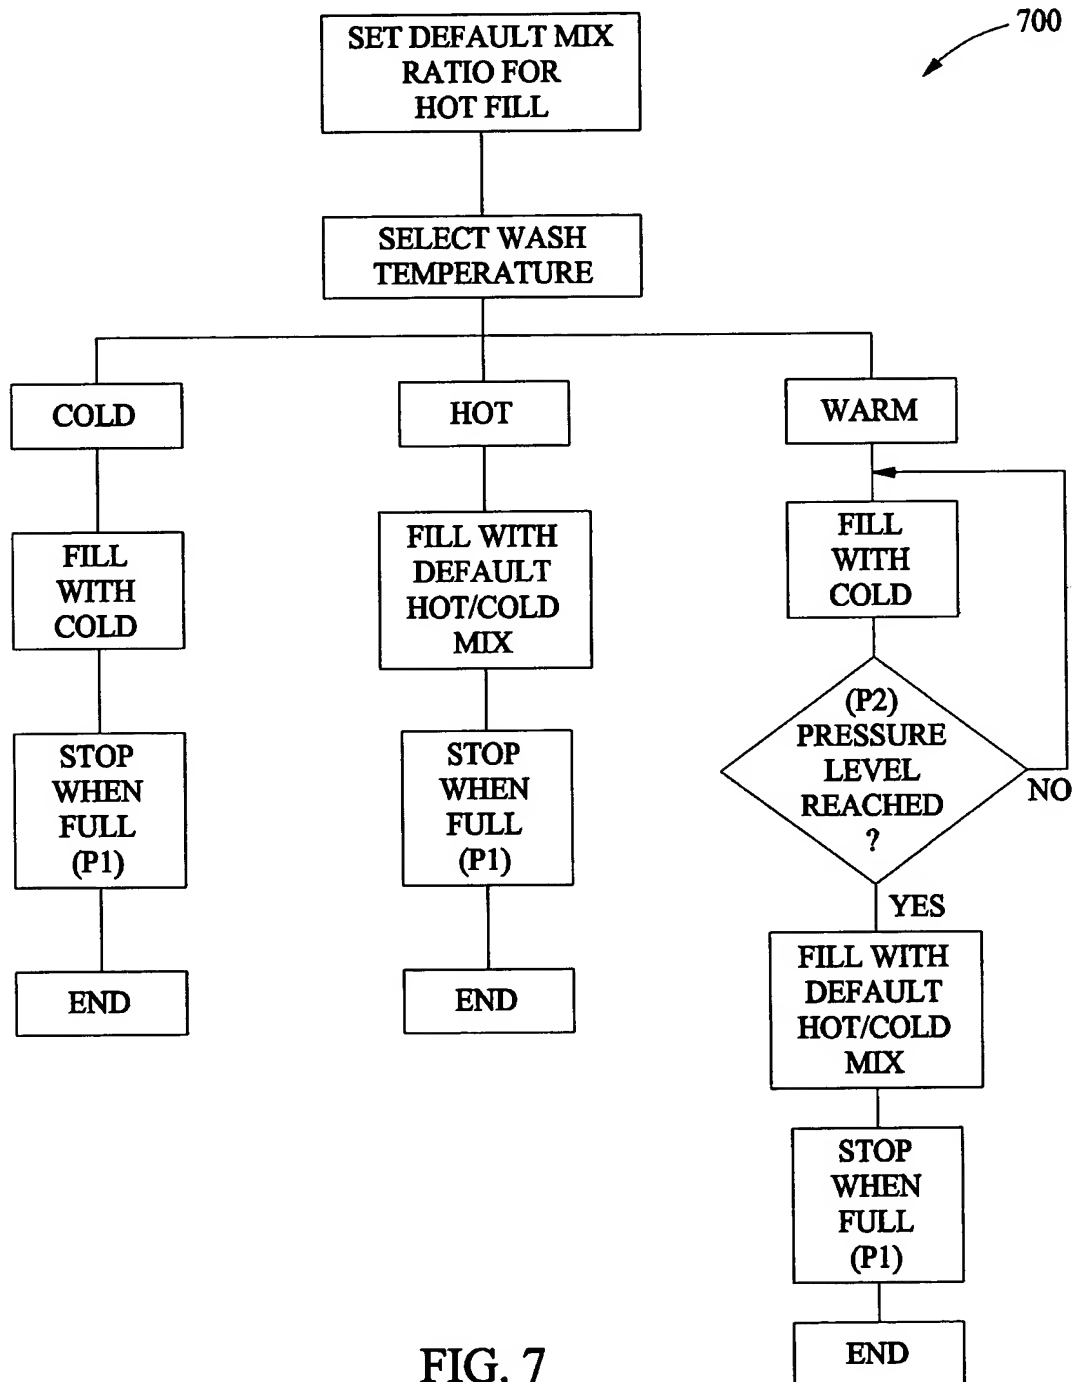 700
SET DEFAULT MIX
RATIO FOR
HOT FILL
SELECT WASH
TEMPERATURE
COLD
FILL
WITH
COLD
STOP
WHEN
FULL
(P1)
END
HOT
FILL WITH
DEFAULT
HOT/COLD
MIX
STOP
WHEN
FULL
(P1)
END
WARM
FILL
WITH
COLD
(P2)
PRESSURE
LEVEL
REACHED
?
NO
YES
FILL WITH
DEFAULT
HOT/COLD
MIX
STOP
WHEN
FULL
(P1)
END
FIG. 7